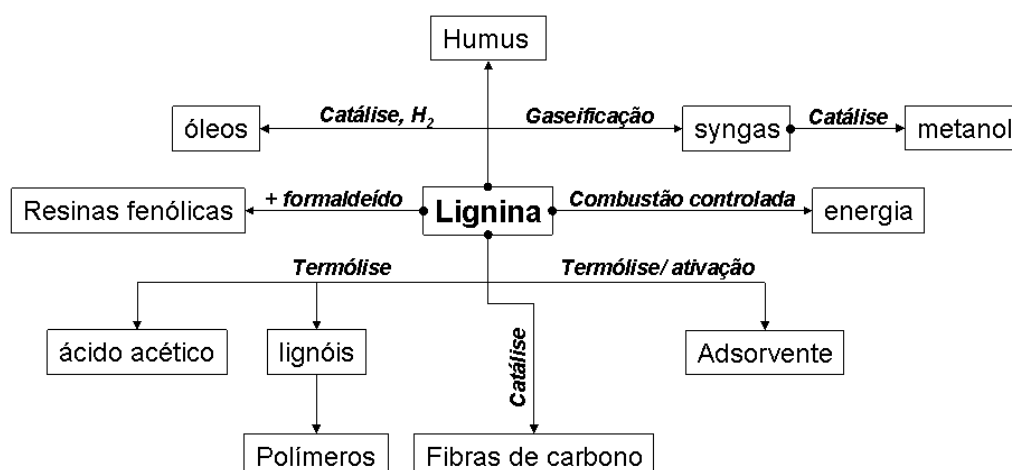 Humus
óleos
Catálise, H2
Gaseificação
syngas
Catálise
metanol
Resinas fenólicas
+ formaldeído
Lignina
Combustão controlada
energia
Termólise
Termólise/ ativação
ácido acético
lignóis
Catálise
Adsorvente
Polímeros
Fibras de carbono